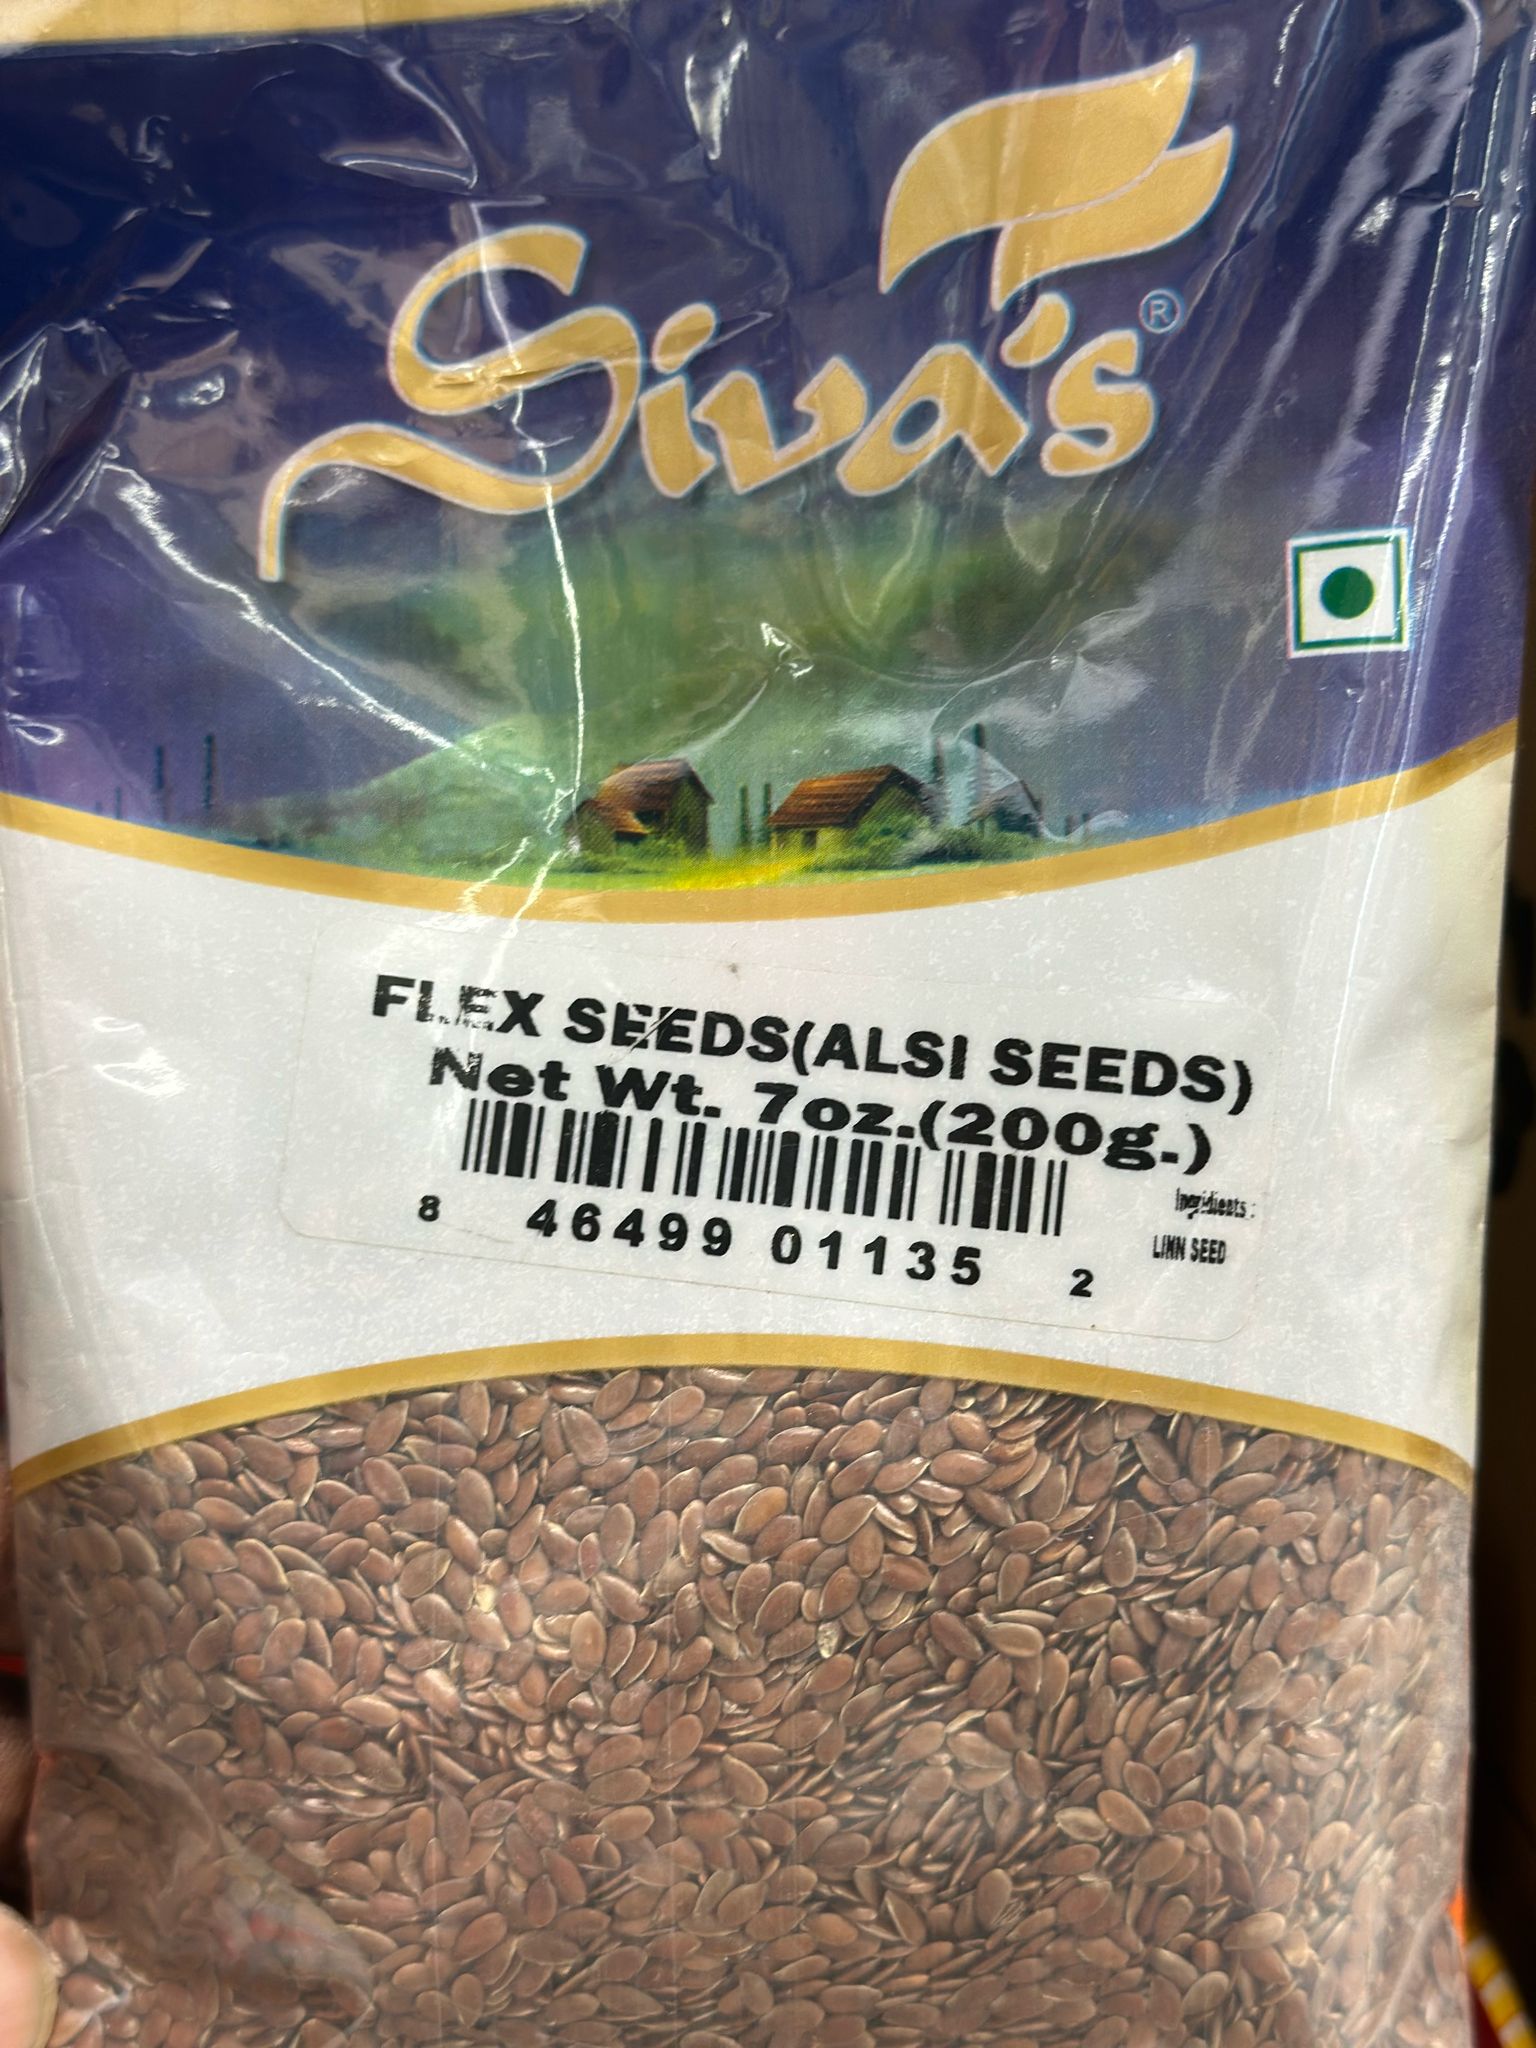 Siva's®
FLEX SEEDS(ALSI SEEDS)
Net Wt. 7oz.(200g.)
8 46499 01135 2
Ingridients :
LINN SEED